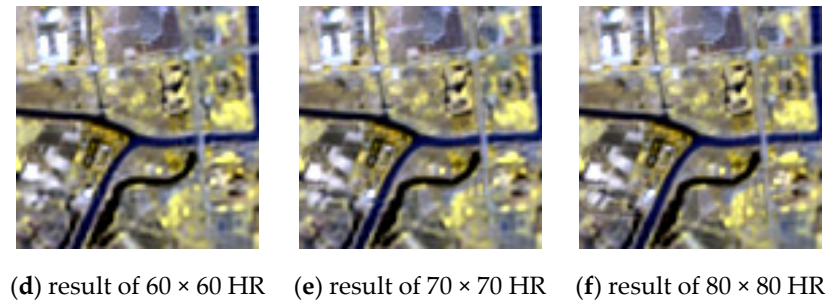 (d) result of 60 × 60 HR (e) result of 70 × 70 HR (f) result of 80 × 80 HR